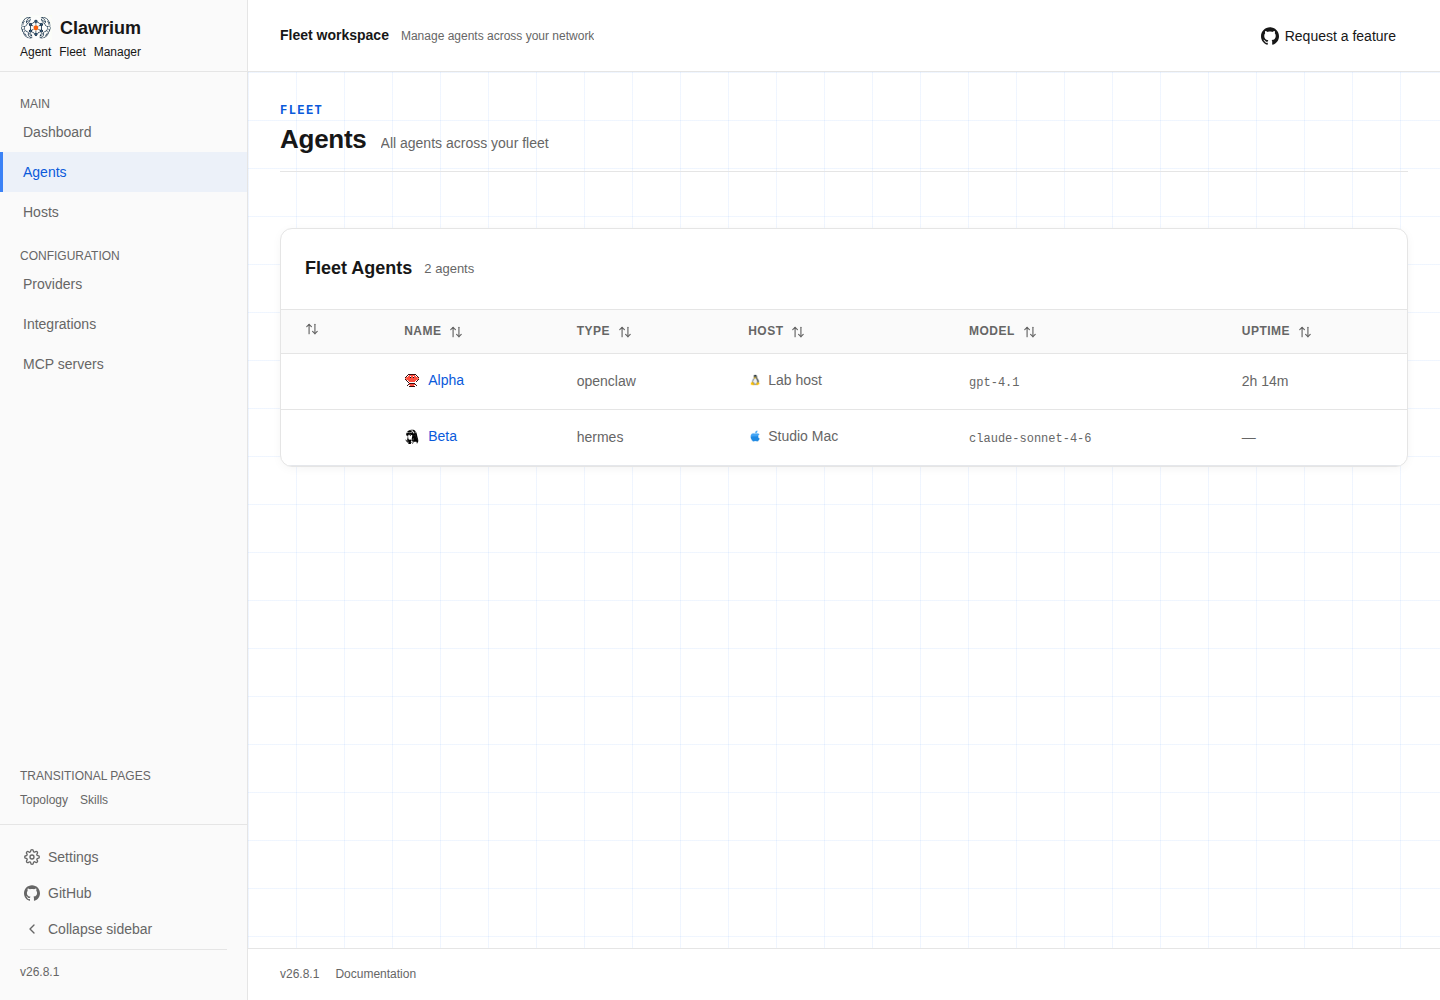 Clawrium
Agent Fleet Manager
MAIN
Dashboard
Agents
Hosts
CONFIGURATION
Providers
Integrations
MCP servers
TRANSITIONAL PAGES
Topology Skills
Settings
GitHub
Collapse sidebar
v26.8.1
Fleet workspace Manage agents across your network
Request a feature
FLEET
Agents All agents across your fleet
Fleet Agents 2 agents
NAME TYPE HOST MODEL UPTIME
Alpha openclaw Lab host gpt-4.1 2h 14m
Beta hermes Studio Mac claude-sonnet-4-6 —
v26.8.1 Documentation